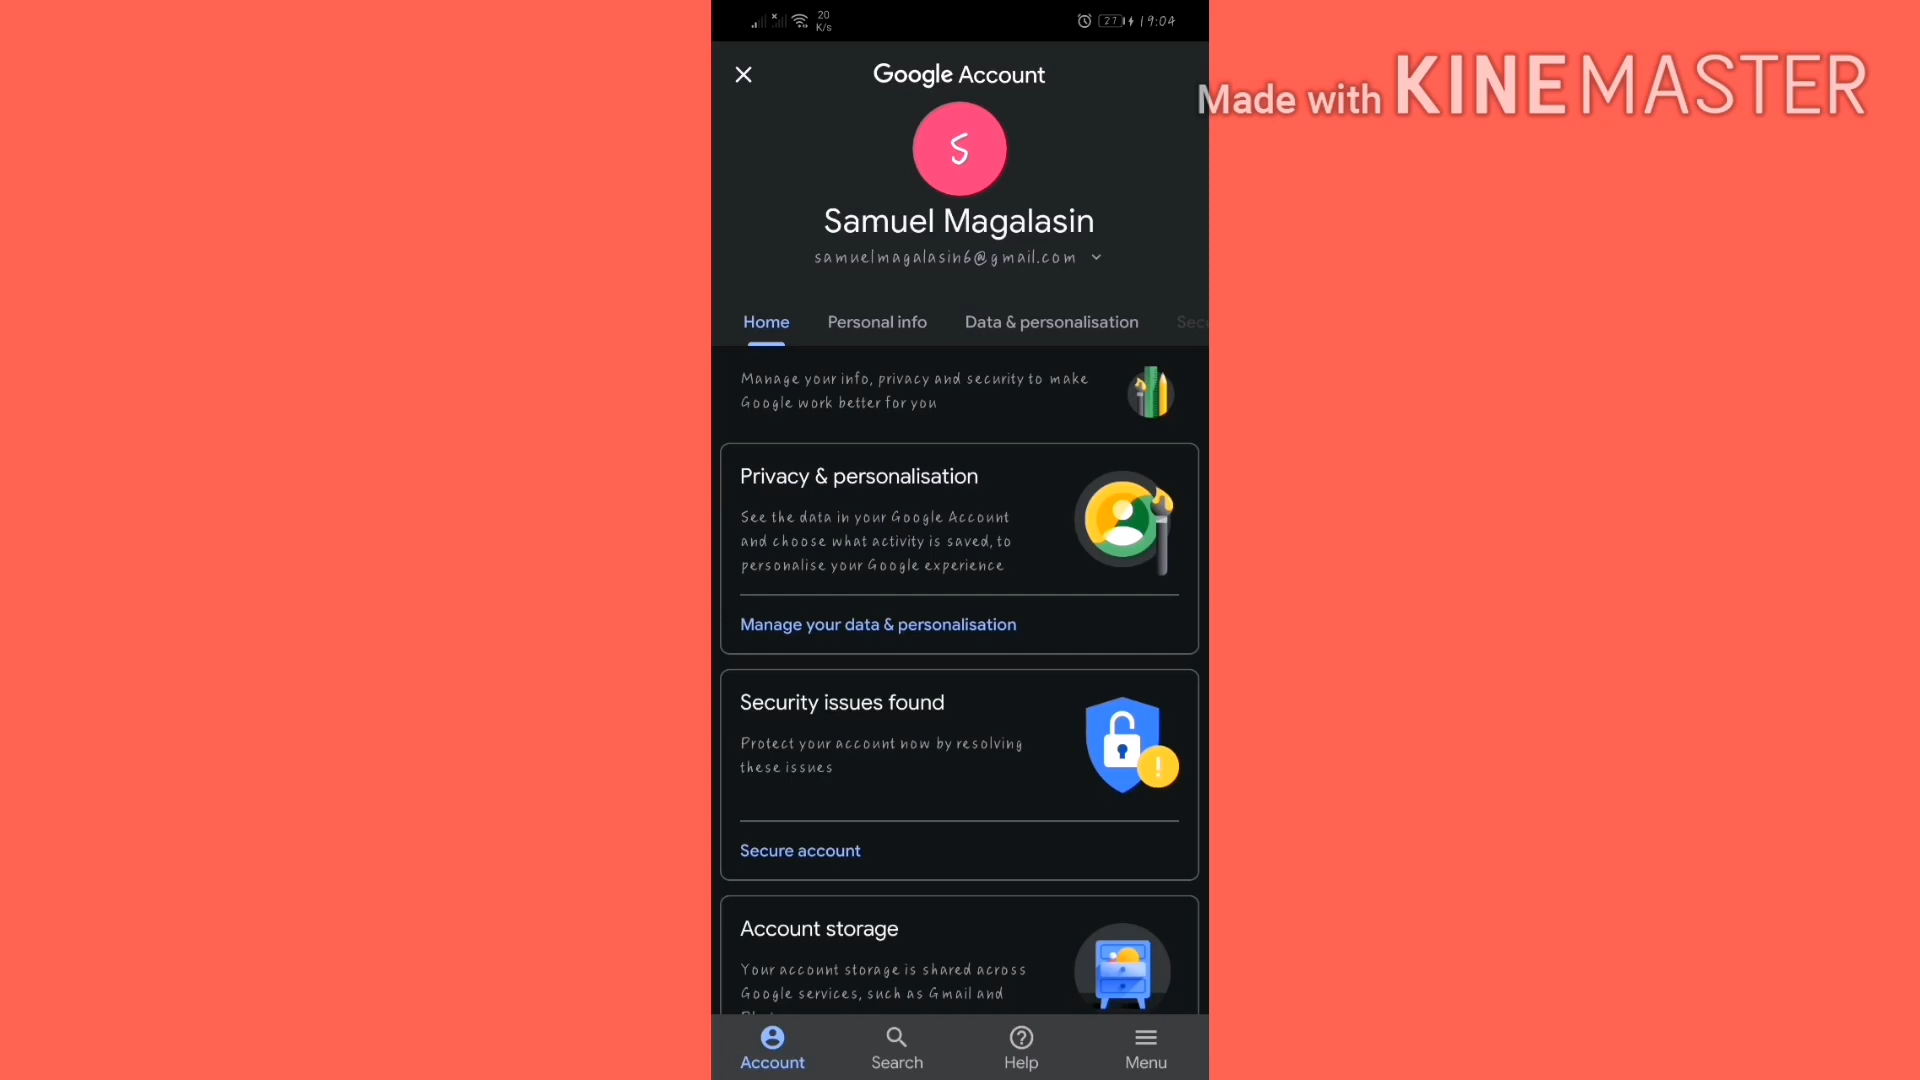 20
K/s
27 19:04
Google Account
Made with KINEMASTER
S
Samuel Magalasin
samuelmagalasin6@gmail.com
Home Personal info Data & personalisation Secu
Manage your info, privacy and security to make
Google work better for you
Privacy & personalisation
See the data in your Google Account
and choose what activity is saved, to
personalise your Google experience
Manage your data & personalisation
Security issues found
Protect your account now by resolving
these issues
Secure account
Account storage
Your account storage is shared across
Google services, such as Gmail and
Account Search Help Menu